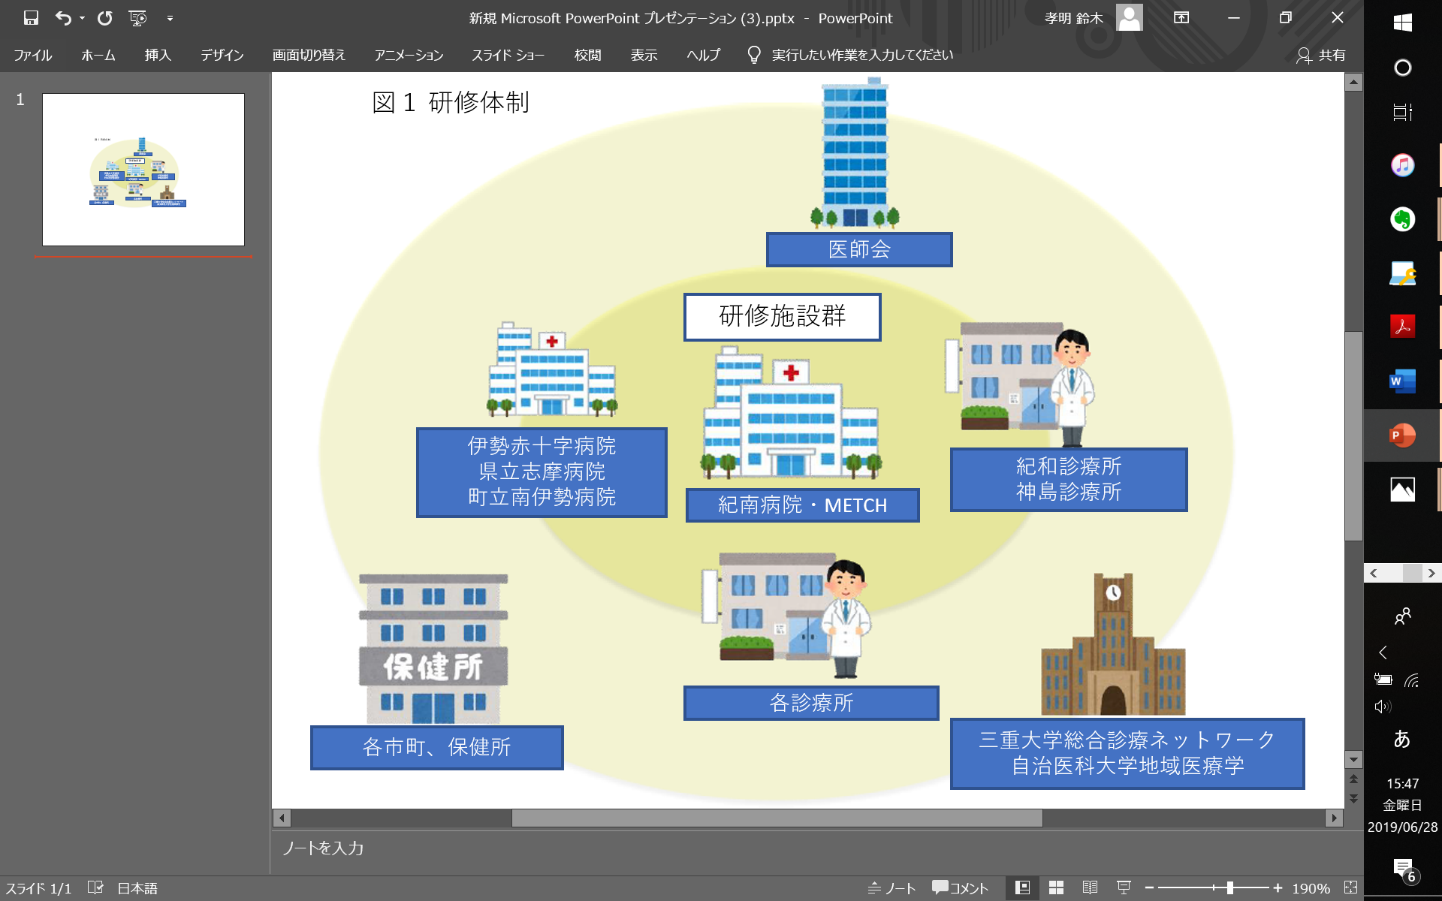 新規 Microsoft PowerPoint プレゼンテーション (3).pptx - PowerPoint
孝明 鈴木
ファイル ホーム 挿入 デザイン 画面切り替え アニメーション スライド ショー 校閲 表示 ヘルプ 実行したい作業を入力してください 共有
1
図１ 研修体制
医師会
研修施設群
伊勢赤十字病院
県立志摩病院
町立南伊勢病院
紀南病院・METCH
紀和診療所
神島診療所
保健所
各市町、保健所
各診療所
三重大学総合診療ネットワーク
自治医科大学地域医療学
ノートを入力
スライド 1/1 日本語 ノート コメント 190%
あ
15:47
金曜日
2019/06/28
6